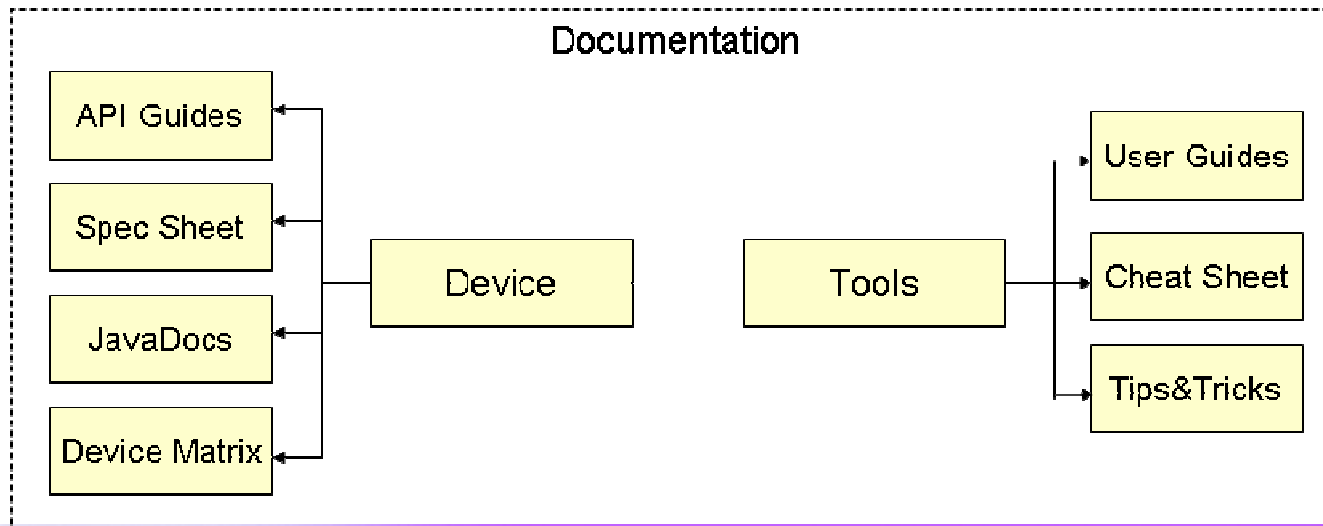 Documentation
API Guides
Spec Sheet
JavaDocs
Device Matrix
Device
Tools
User Guides
Cheat Sheet
Tips&Tricks